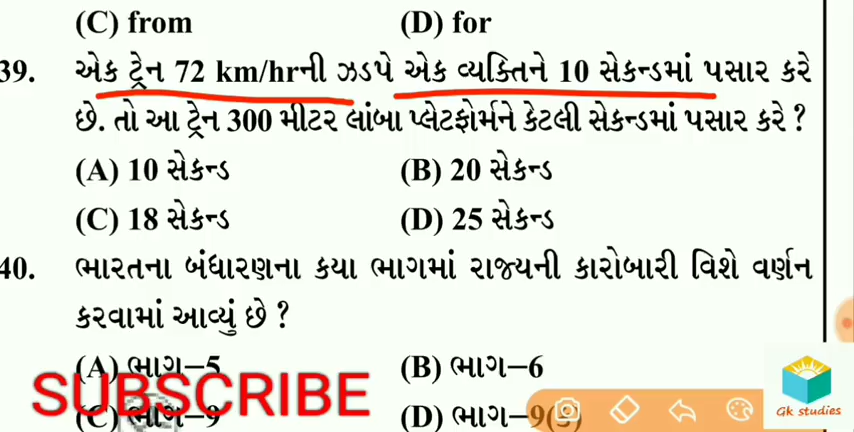 (C) from (D) for
39. એક ટ્રેન 72 km/hrની ઝડપે એક વ્યક્તિને 10 સેકન્ડમાં પસાર કરે
છે. તો આ ટ્રેન 300 મીટર લાંબા પ્લેટફોર્મને કેટલી સેકન્ડમાં પસાર કરે ?
(A) 10 સેકન્ડ (B) 20 સેકન્ડ
(C) 18 સેકન્ડ (D) 25 સેકન્ડ
40. ભારતના બંધારણના કયા ભાગમાં રાજ્યની કારોબારી વિશે વર્ણન
કરવામાં આવ્યું છે ?
(A) ભાગ–5 (B) ભાગ–6
SUBSCRIBE
(C) ભાગ–9 (D) ભાગ–9
Gk studies